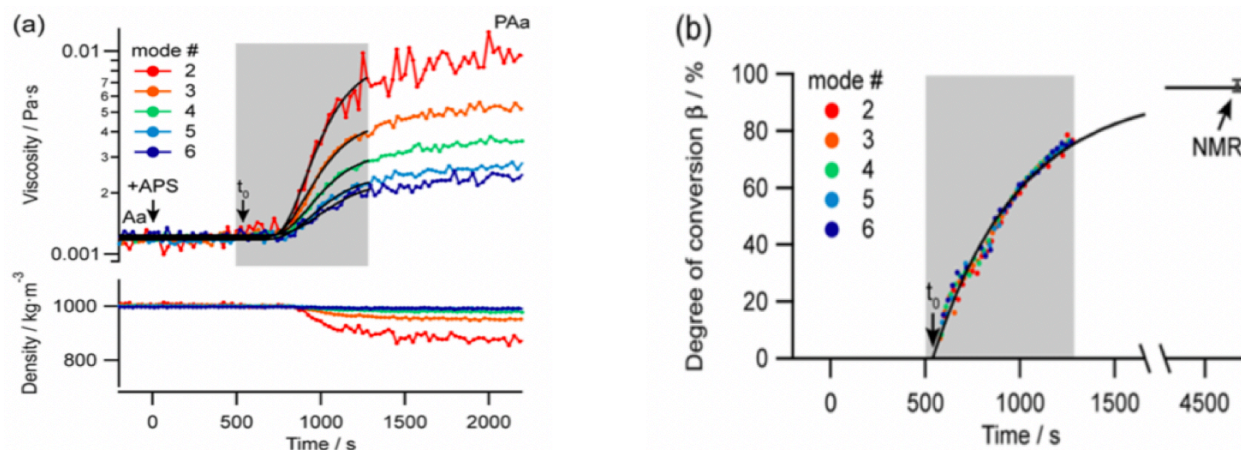 (a)
PAa
0.01
mode #
2
3
4
5
6
7
6
5
4
3
2
0.001
Viscosity / Pa·s
+APS
Aa
t0
1000
800
Density / kg·m-3
0 500 1000 1500 2000
Time / s
(b)
100
80
60
40
20
0
Degree of conversion β / %
mode #
2
3
4
5
6
t0
NMR
0 500 1000 1500 4500
Time / s